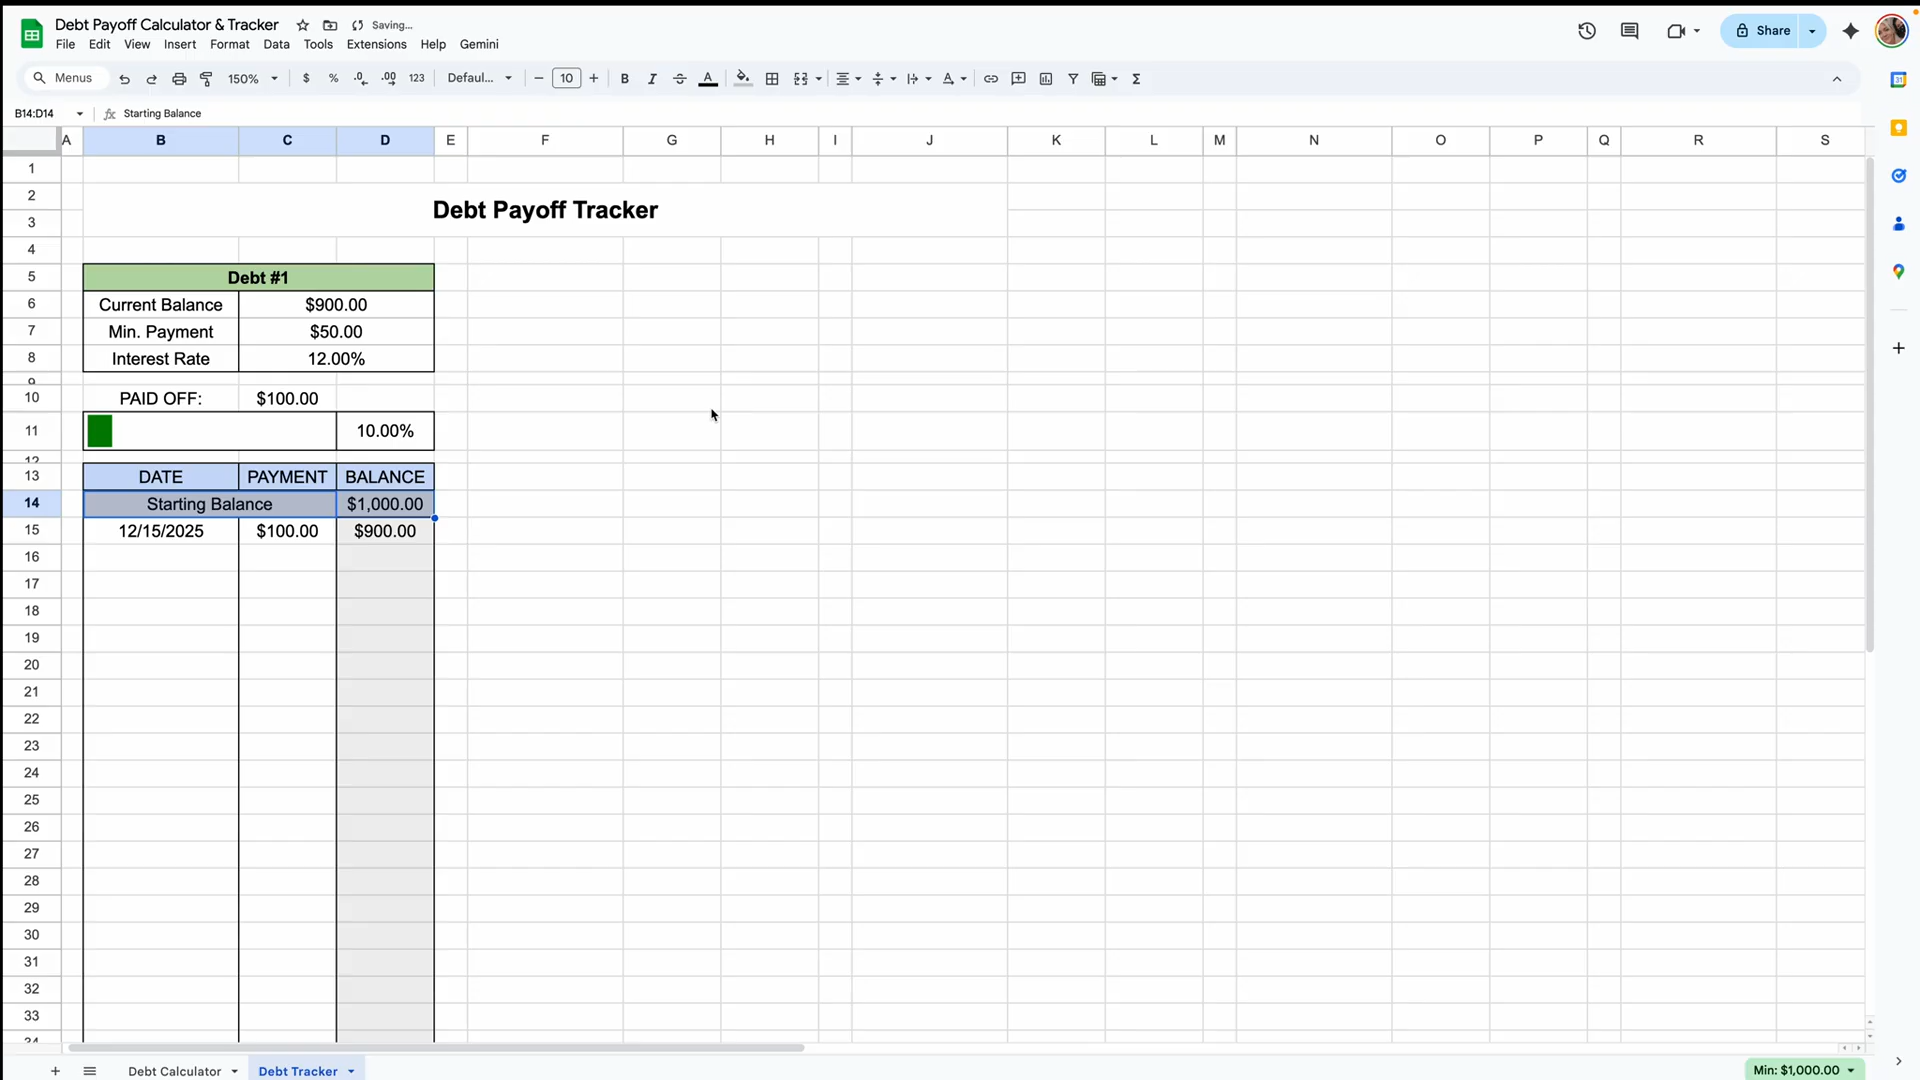 Debt Payoff Calculator & Tracker Saving...
File Edit View Insert Format Data Tools Extensions Help Gemini
Share
Menus 150% $ % .0 .00 123 Defaul... − 10 + B I S A Σ
B14:D14 fx Starting Balance
A B C D E F G H I J K L M N O P Q R S
1
2
Debt Payoff Tracker
3
4
5 Debt #1
6 Current Balance $900.00
7 Min. Payment $50.00
8 Interest Rate 12.00%
9
10 PAID OFF: $100.00
11 10.00%
12
13 DATE PAYMENT BALANCE
14 Starting Balance $1,000.00
15 12/15/2025 $100.00 $900.00
16
17
18
19
20
21
22
23
24
25
26
27
28
29
30
31
32
33
34
+ Debt Calculator Debt Tracker Min: $1,000.00
31